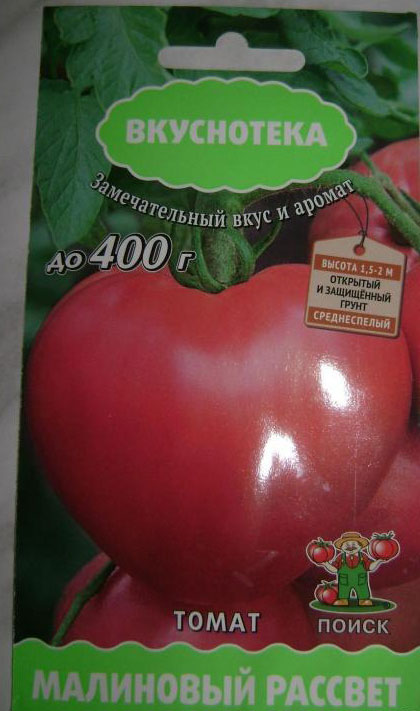 ВКУСНОТЕКА
Замечательный вкус и аромат
до 400 г
ВЫСОТА 1,5-2 М
ОТКРЫТЫЙ
И ЗАЩИЩЁННЫЙ
ГРУНТ
СРЕДНЕСПЕЛЫЙ
ТОМАТ
ПОИСК
МАЛИНОВЫЙ РАССВЕТ